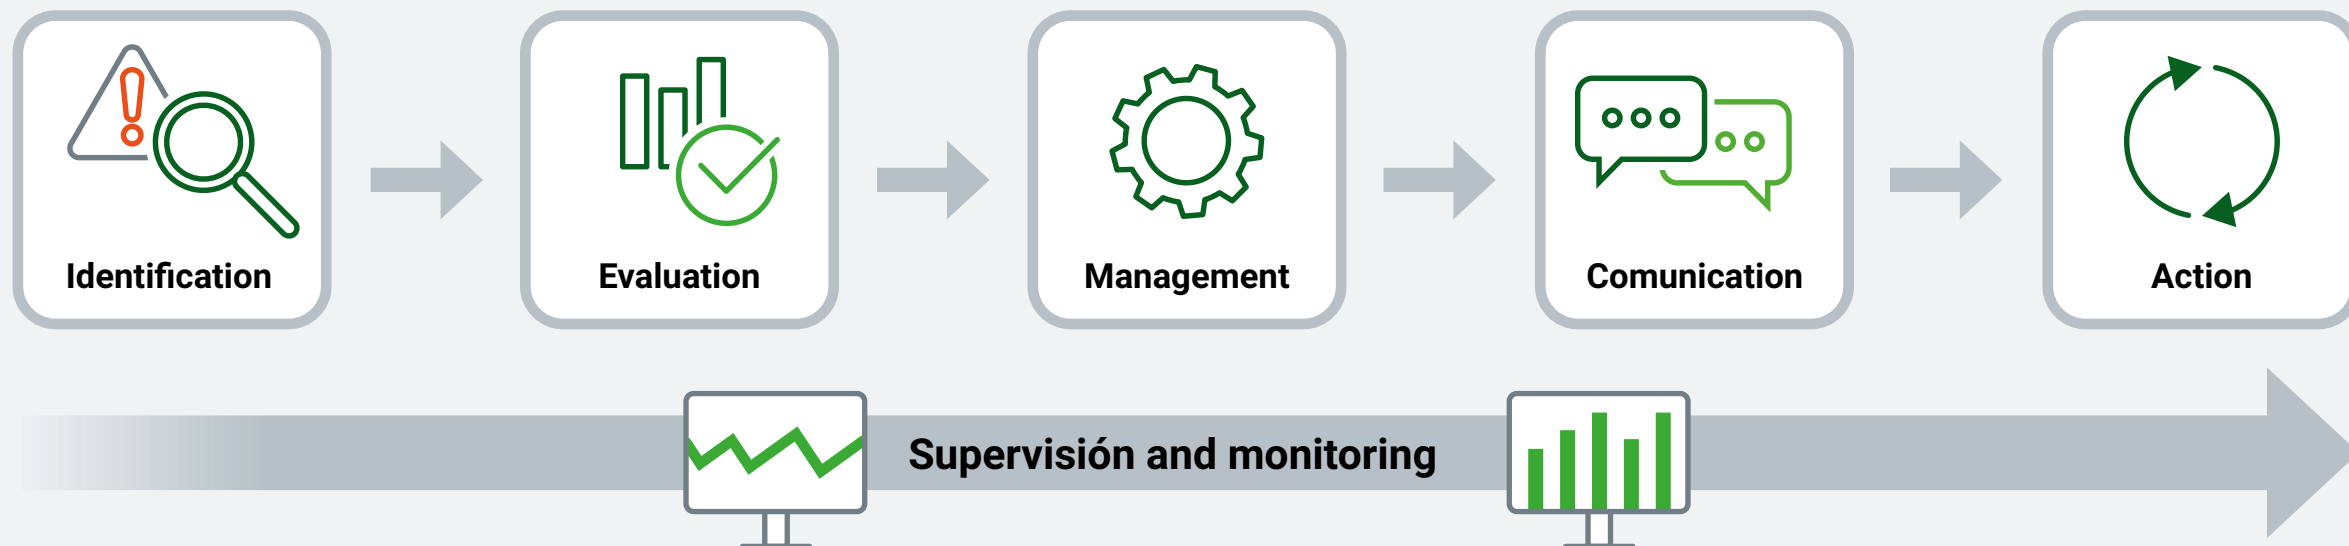 Identification
Evaluation
Management
Comunication
Action
Supervisión and monitoring